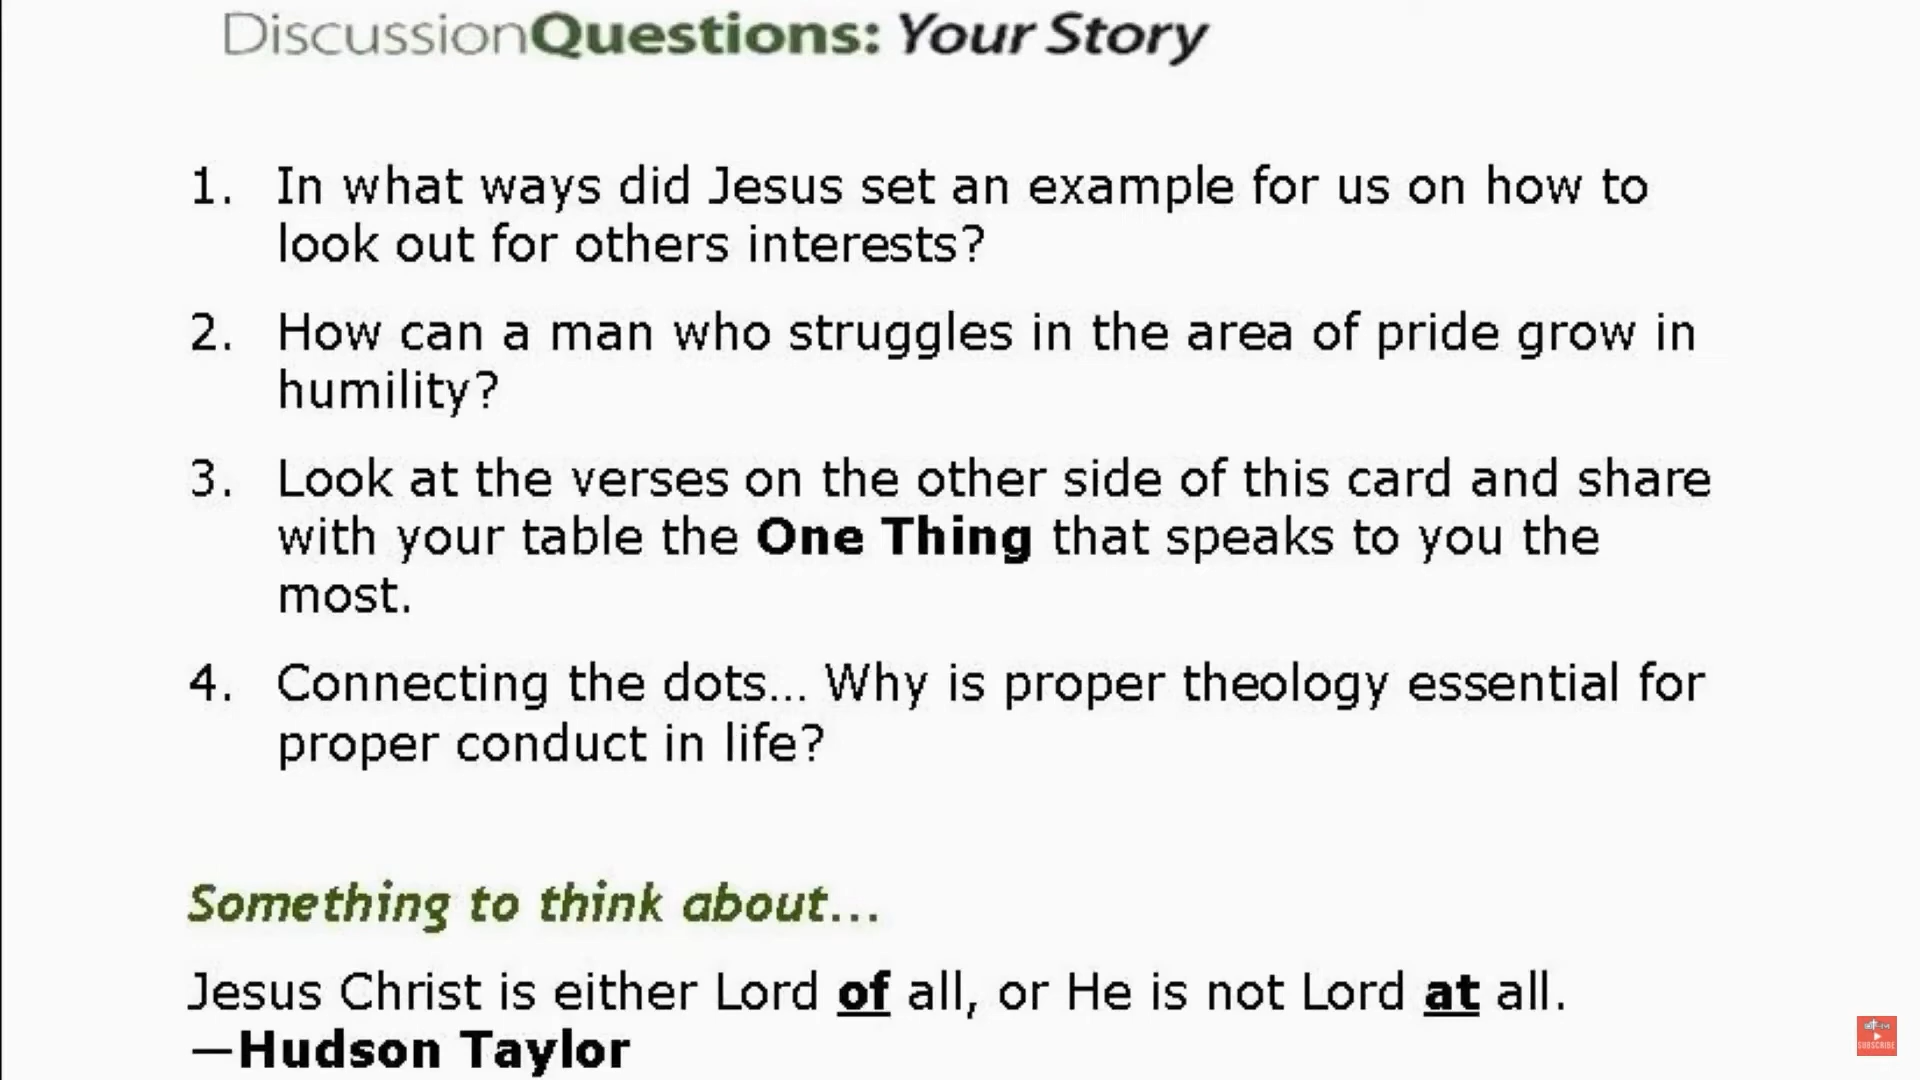 DiscussionQuestions: Your Story
1. In what ways did Jesus set an example for us on how to
look out for others interests?
2. How can a man who struggles in the area of pride grow in
humility?
3. Look at the verses on the other side of this card and share
with your table the One Thing that speaks to you the
most.
4. Connecting the dots... Why is proper theology essential for
proper conduct in life?
Something to think about...
Jesus Christ is either Lord of all, or He is not Lord at all.
—Hudson Taylor
SUBSCRIBE